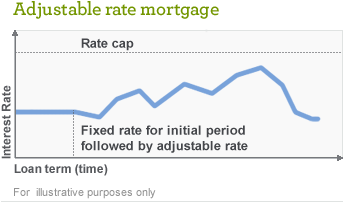 Adjustable rate mortgage
Rate cap
Interest Rate
Fixed rate for initial period
followed by adjustable rate
Loan term (time)
For illustrative purposes only